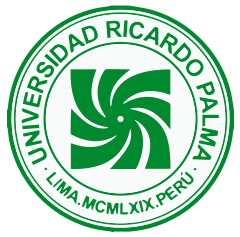 UNIVERSIDAD RICARDO PALMA
· LIMA.MCMLXIX.PERÚ ·